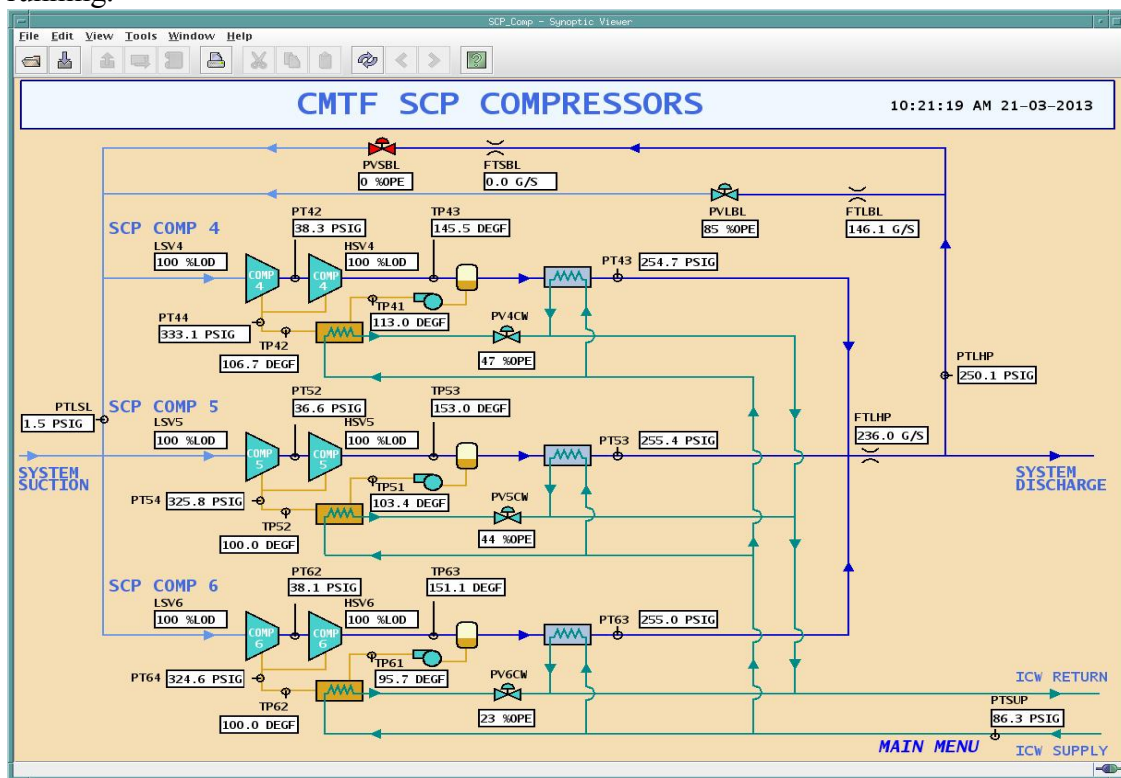 running.
SCP_Comp - Synoptic Viewer
File Edit View Tools Window Help
CMTF SCP COMPRESSORS
10:21:19 AM 21-03-2013
PVSBL
0 %OPE
FTSBL
0.0 G/S
PVLBL
85 %OPE
FTLBL
146.1 G/S
SCP COMP 4
LSV4
100 %LOD
PT42
38.3 PSIG
HSV4
100 %LOD
TP43
145.5 DEGF
COMP
4
COMP
4
PT43
254.7 PSIG
PT44
333.1 PSIG
TP41
113.0 DEGF
TP42
106.7 DEGF
PV4CW
47 %OPE
PTLHP
250.1 PSIG
PTLSL
1.5 PSIG
SCP COMP 5
LSV5
100 %LOD
PT52
36.6 PSIG
HSV5
100 %LOD
TP53
153.0 DEGF
COMP
5
COMP
5
PT53
255.4 PSIG
FTLHP
236.0 G/S
SYSTEM
SUCTION
SYSTEM
DISCHARGE
PT54
325.8 PSIG
TP51
103.4 DEGF
TP52
100.0 DEGF
PV5CW
44 %OPE
SCP COMP 6
LSV6
100 %LOD
PT62
38.1 PSIG
HSV6
100 %LOD
TP63
151.1 DEGF
COMP
6
COMP
6
PT63
255.0 PSIG
PT64
324.6 PSIG
TP61
95.7 DEGF
TP62
100.0 DEGF
PV6CW
23 %OPE
ICW RETURN
PTSUP
86.3 PSIG
MAIN MENU
ICW SUPPLY